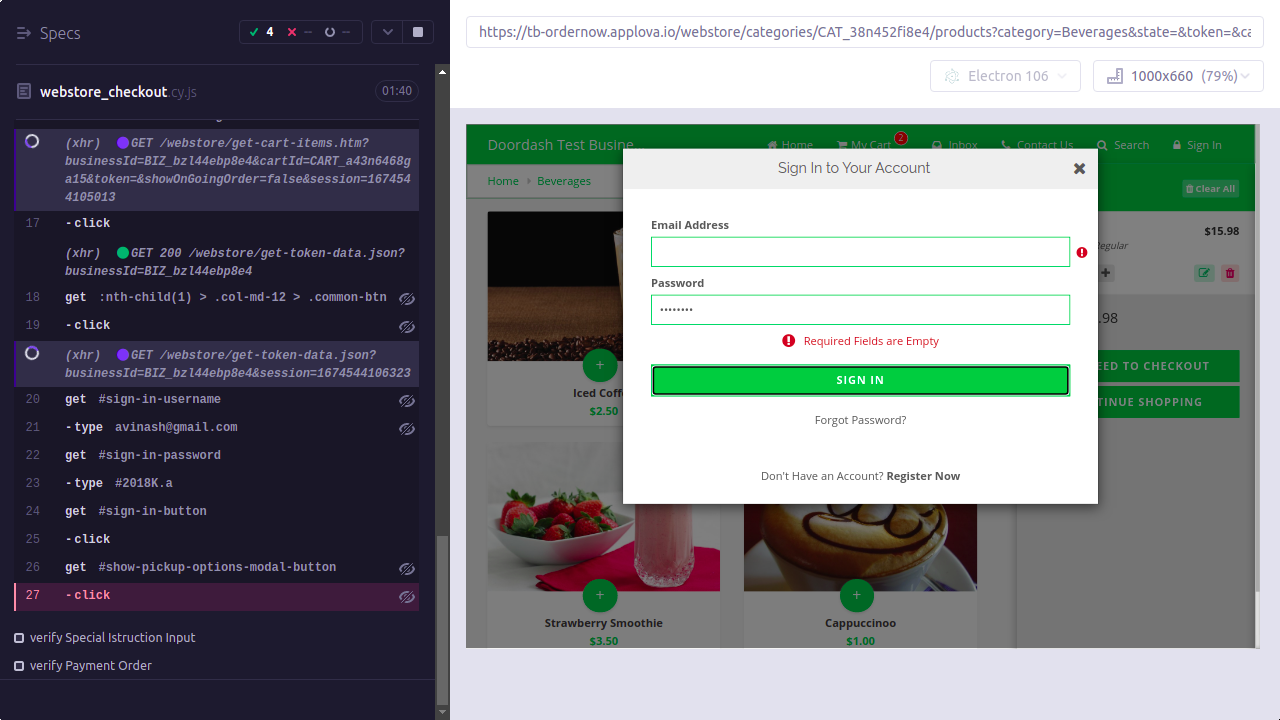 Specs
4 -- --
webstore_checkout.cy.js
01:40
(xhr) GET /webstore/get-cart-items.htm?
businessId=BIZ_bzl44ebp8e4&cartId=CART_a43n6468g
a15&token=&showOnGoingOrder=false&session=167454
4105013
17 -click
(xhr) GET 200 /webstore/get-token-data.json?
businessId=BIZ_bzl44ebp8e4
18 get :nth-child(1) > .col-md-12 > .common-btn
19 -click
(xhr) GET /webstore/get-token-data.json?
businessId=BIZ_bzl44ebp8e4&session=1674544106323
20 get #sign-in-username
21 -type avinash@gmail.com
22 get #sign-in-password
23 -type #2018K.a
24 get #sign-in-button
25 -click
26 get #show-pickup-options-modal-button
27 -click
verify Special Istruction Input
verify Payment Order
https://tb-ordernow.applova.io/webstore/categories/CAT_38n452fi8e4/products?category=Beverages&state=&token=&ca
Electron 106
1000x660 (79%)
Doordash Test Busine...
Home
My Cart
2
Inbox
Contact Us
Search
Sign In
Home
Beverages
Clear All
Sign In to Your Account
Email Address
Password
••••••••
Required Fields are Empty
SIGN IN
Forgot Password?
Don't Have an Account? Register Now
$15.98
Regular
+
.98
EED TO CHECKOUT
TINUE SHOPPING
+
Iced Coff
$2.50
+
Strawberry Smoothie
$3.50
+
Cappuccinoo
$1.00